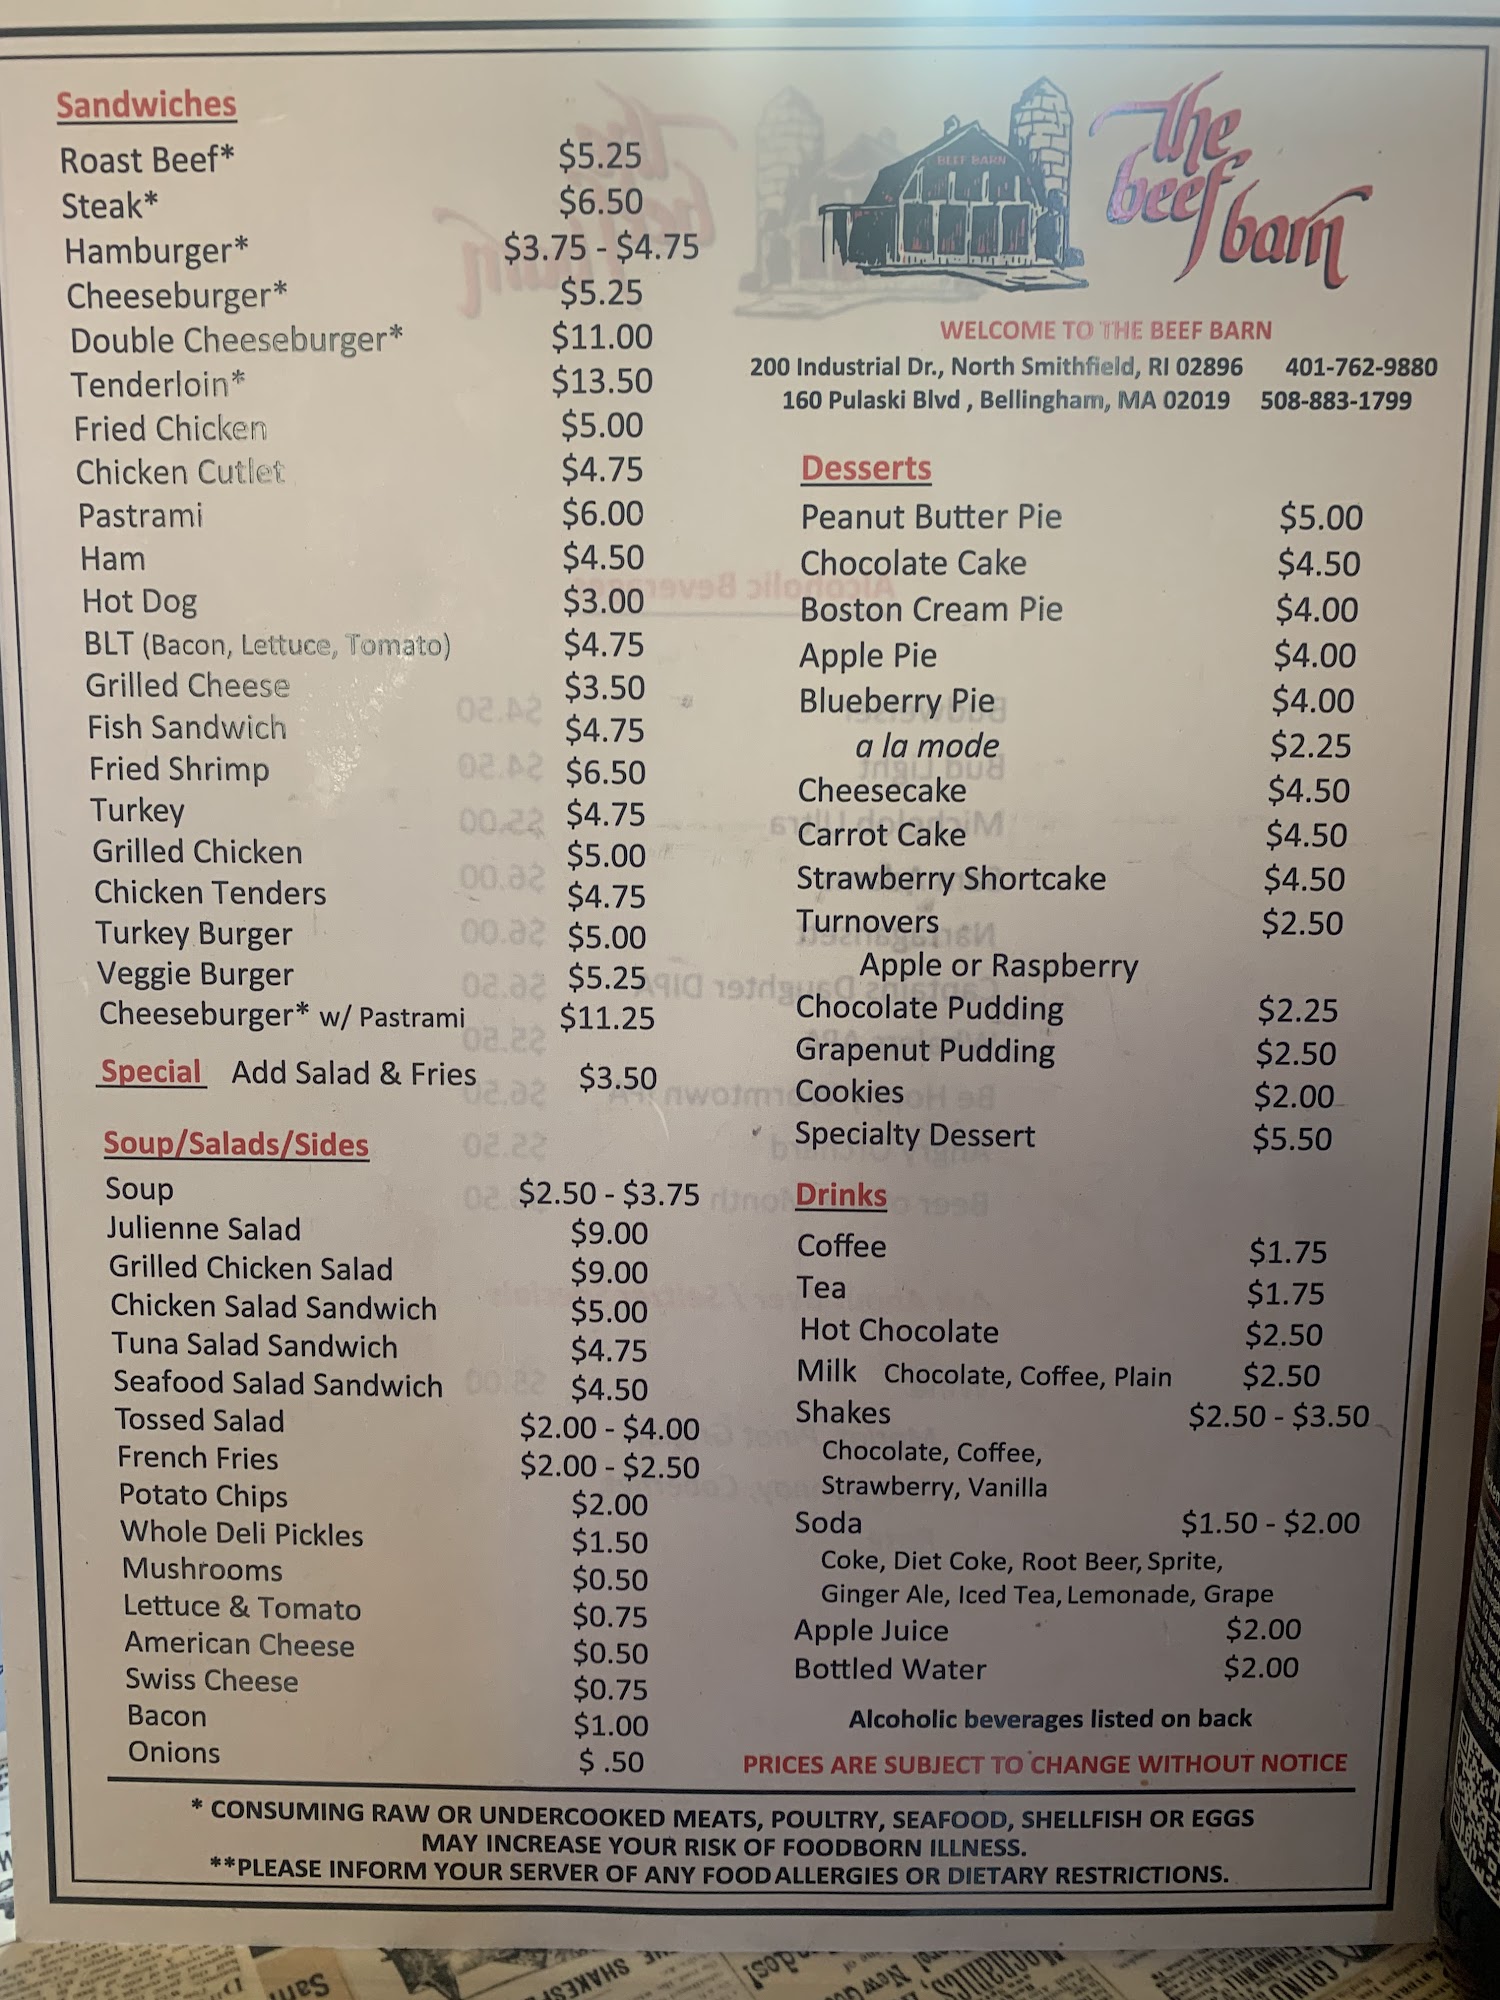 Sandwiches
Roast Beef* $5.25
Steak* $6.50
Hamburger* $3.75 - $4.75
Cheeseburger* $5.25
Double Cheeseburger* $11.00
Tenderloin* $13.50
Fried Chicken $5.00
Chicken Cutlet $4.75
Pastrami $6.00
Ham $4.50
Hot Dog $3.00
BLT (Bacon, Lettuce, Tomato) $4.75
Grilled Cheese $3.50
Fish Sandwich $4.75
Fried Shrimp $6.50
Turkey $4.75
Grilled Chicken $5.00
Chicken Tenders $4.75
Turkey Burger $5.00
Veggie Burger $5.25
Cheeseburger* w/ Pastrami $11.25
Special Add Salad & Fries $3.50
Soup/Salads/Sides
Soup $2.50 - $3.75
Julienne Salad $9.00
Grilled Chicken Salad $9.00
Chicken Salad Sandwich $5.00
Tuna Salad Sandwich $4.75
Seafood Salad Sandwich $4.50
Tossed Salad $2.00 - $4.00
French Fries $2.00 - $2.50
Potato Chips $2.00
Whole Deli Pickles $1.50
Mushrooms $0.50
Lettuce & Tomato $0.75
American Cheese $0.50
Swiss Cheese $0.75
Bacon $1.00
Onions $ .50
BEEF BARN
the
beef
barn
WELCOME TO THE BEEF BARN
200 Industrial Dr., North Smithfield, RI 02896 401-762-9880
160 Pulaski Blvd , Bellingham, MA 02019 508-883-1799
Desserts
Peanut Butter Pie $5.00
Chocolate Cake $4.50
Boston Cream Pie $4.00
Apple Pie $4.00
Blueberry Pie $4.00
a la mode $2.25
Cheesecake $4.50
Carrot Cake $4.50
Strawberry Shortcake $4.50
Turnovers $2.50
Apple or Raspberry
Chocolate Pudding $2.25
Grapenut Pudding $2.50
Cookies $2.00
Specialty Dessert $5.50
Drinks
Coffee $1.75
Tea $1.75
Hot Chocolate $2.50
Milk Chocolate, Coffee, Plain $2.50
Shakes $2.50 - $3.50
Chocolate, Coffee,
Strawberry, Vanilla
Soda $1.50 - $2.00
Coke, Diet Coke, Root Beer, Sprite,
Ginger Ale, Iced Tea, Lemonade, Grape
Apple Juice $2.00
Bottled Water $2.00
Alcoholic beverages listed on back
PRICES ARE SUBJECT TO CHANGE WITHOUT NOTICE
* CONSUMING RAW OR UNDERCOOKED MEATS, POULTRY, SEAFOOD, SHELLFISH OR EGGS
MAY INCREASE YOUR RISK OF FOODBORN ILLNESS.
**PLEASE INFORM YOUR SERVER OF ANY FOOD ALLERGIES OR DIETARY RESTRICTIONS.